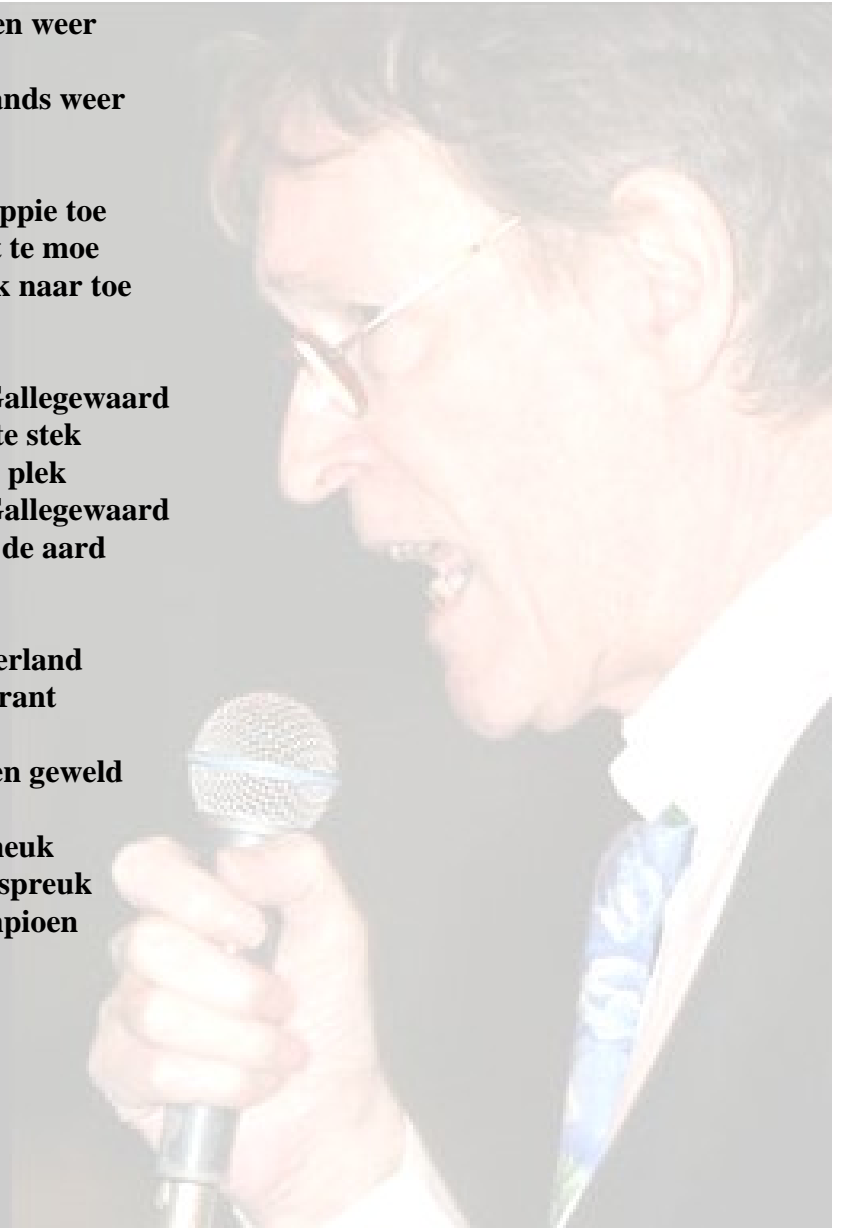 en weer
ands weer
ppie toe
t te moe
k naar toe
Gallegewaard
te stek
plek
Gallegewaard
de aard
erland
rant
en geweld
neuk
spreuk
pioen